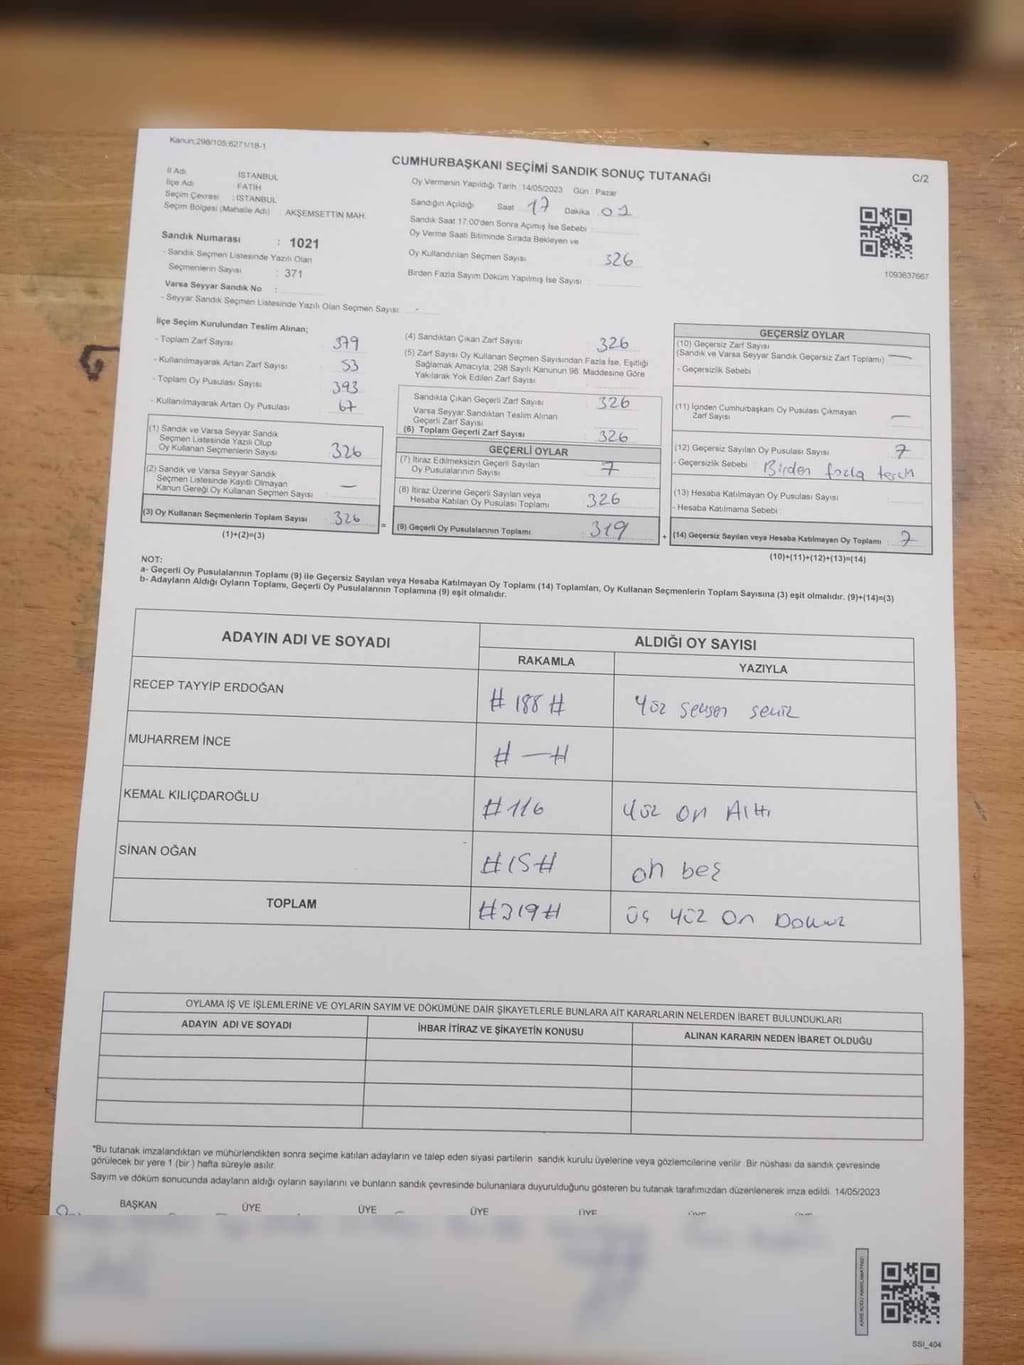 Kanun;298/105;6271/18-1
CUMHURBAŞKANI SEÇİMİ SANDIK SONUÇ TUTANAĞI
C/2
İl Adı : İSTANBUL
İlçe Adı : FATİH
Seçim Çevresi : İSTANBUL
Seçim Bölgesi (Mahalle Adı) : AKŞEMSETTİN MAH.
Sandık Numarası : 1021
- Sandık Seçmen Listesinde Yazılı Olan
Seçmenlerin Sayısı : 371
Varsa Seyyar Sandık No :
- Seyyar Sandık Seçmen Listesinde Yazılı Olan Seçmen Sayısı: -
Oy Vermenin Yapıldığı Tarih :14/05/2023 Gün : Pazar
Sandığın Açıldığı Saat 17 Dakika 01
Sandık Saat 17:00'den Sonra Açılmış İse Sebebi :
Oy Verme Saati Bitiminde Sırada Bekleyen ve
Oy Kullandırılan Seçmen Sayısı 326
Birden Fazla Sayım Döküm Yapılmış İse Sayısı :
1093637667
İlçe Seçim Kurulundan Teslim Alınan;
- Toplam Zarf Sayısı 379
- Kullanılmayarak Artan Zarf Sayısı 53
- Toplam Oy Pusulası Sayısı 393
- Kullanılmayarak Artan Oy Pusulası 67
(1) Sandık ve Varsa Seyyar Sandık
Seçmen Listesinde Yazılı Olup
Oy Kullanan Seçmenlerin Sayısı 326
(2) Sandık ve Varsa Seyyar Sandık
Seçmen Listesinde Kayıtlı Olmayan
Kanun Gereği Oy Kullanan Seçmen Sayısı —
(3) Oy Kullanan Seçmenlerin Toplam Sayısı 326
(1)+(2)=(3)
=
(4) Sandıktan Çıkan Zarf Sayısı 326
(5) Zarf Sayısı Oy Kullanan Seçmen Sayısından Fazla İse, Eşitliği
Sağlamak Amacıyla, 298 Sayılı Kanunun 98. Maddesine Göre
Yakılarak Yok Edilen Zarf Sayısı
Sandıkta Çıkan Geçerli Zarf Sayısı 326
Varsa Seyyar Sandıktan Teslim Alınan
Geçerli Zarf Sayısı
(6) Toplam Geçerli Zarf Sayısı 326
GEÇERLİ OYLAR
(7) İtiraz Edilmeksizin Geçerli Sayılan
Oy Pusulalarının Sayısı 7
(8) İtiraz Üzerine Geçerli Sayılan veya
Hesaba Katılan Oy Pusulası Toplamı 326
(9) Geçerli Oy Pusulalarının Toplamı 319
+
GEÇERSİZ OYLAR
(10) Geçersiz Zarf Sayısı
(Sandık ve Varsa Seyyar Sandık Geçersiz Zarf Toplamı) —
- Geçersizlik Sebebi :
(11) İçinden Cumhurbaşkanı Oy Pusulası Çıkmayan
Zarf Sayısı —
(12) Geçersiz Sayılan Oy Pusulası Sayısı 7
- Geçersizlik Sebebi Birden fazla tercih
(13) Hesaba Katılmayan Oy Pusulası Sayısı
- Hesaba Katılmama Sebebi :
(14) Geçersiz Sayılan veya Hesaba Katılmayan Oy Toplamı 7
(10)+(11)+(12)+(13)=(14)
NOT:
a- Geçerli Oy Pusulalarının Toplamı (9) ile Geçersiz Sayılan veya Hesaba Katılmayan Oy Toplamı (14) Toplamları, Oy Kullanan Seçmenlerin Toplam Sayısına (3) eşit olmalıdır. (9)+(14)=(3)
b- Adayların Aldığı Oyların Toplamı, Geçerli Oy Pusulalarının Toplamına (9) eşit olmalıdır.
ADAYIN ADI VE SOYADI ALDIĞI OY SAYISI
RAKAMLA YAZIYLA
RECEP TAYYİP ERDOĞAN # 188 # Yüz seksen sekiz
MUHARREM İNCE # — #
KEMAL KILIÇDAROĞLU #116 Yüz on Altı
SİNAN OĞAN #15# on beş
TOPLAM #319# üç yüz on Dokuz
OYLAMA İŞ VE İŞLEMLERİNE VE OYLARIN SAYIM VE DÖKÜMÜNE DAİR ŞİKAYETLERLE BUNLARA AİT KARARLARIN NELERDEN İBARET BULUNDUKLARI
ADAYIN ADI VE SOYADI İHBAR İTİRAZ VE ŞİKAYETİN KONUSU ALINAN KARARIN NEDEN İBARET OLDUĞU
*Bu tutanak imzalandıktan ve mühürlendikten sonra seçime katılan adayların ve talep eden siyasi partilerin sandık kurulu üyelerine veya gözlemcilerine verilir. Bir nüshası da sandık çevresinde
görülecek bir yere 1 (bir) hafta süreyle asılır.
Sayım ve döküm sonucunda adayların aldığı oyların sayılarını ve bunların sandık çevresinde bulunanlara duyurulduğunu gösteren bu tutanak tarafımızdan düzenlenerek imza edildi. 14/05/2023
BAŞKAN ÜYE ÜYE ÜYE ÜYE
SSI_404